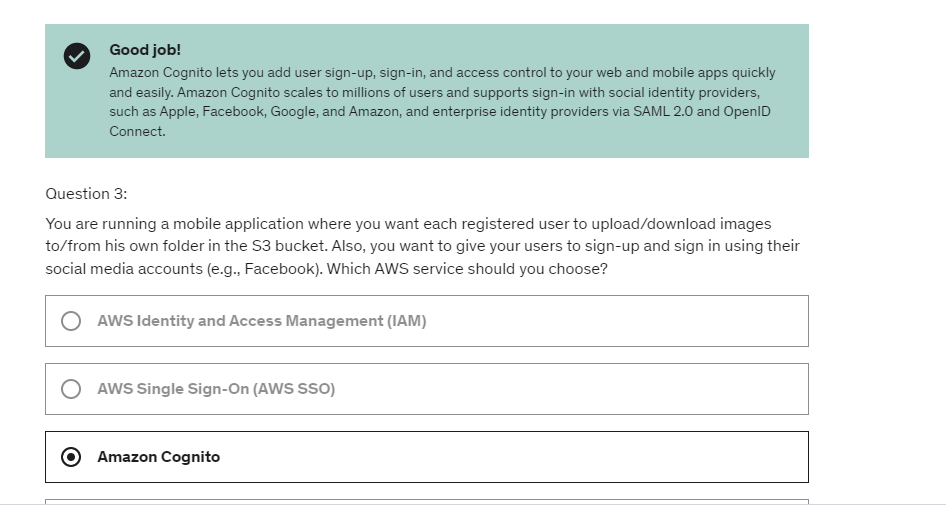 Good job!
Amazon Cognito lets you add user sign-up, sign-in, and access control to your web and mobile apps quickly
and easily. Amazon Cognito scales to millions of users and supports sign-in with social identity providers,
such as Apple, Facebook, Google, and Amazon, and enterprise identity providers via SAML 2.0 and OpenID
Connect.
Question 3:
You are running a mobile application where you want each registered user to upload/download images
to/from his own folder in the S3 bucket. Also, you want to give your users to sign-up and sign in using their
social media accounts (e.g., Facebook). Which AWS service should you choose?
AWS Identity and Access Management (IAM)
AWS Single Sign-On (AWS SSO)
Amazon Cognito